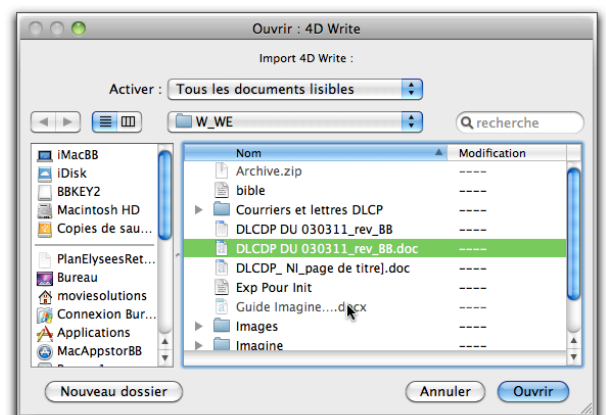 Ouvrir : 4D Write
Import 4D Write :
Activer : Tous les documents lisibles
W_WE
recherche
iMacBB
iDisk
BBKEY2
Macintosh HD
Copies de sau...
PlanElyseesRet...
Bureau
moviesolutions
Connexion Bur...
Applications
MacAppstorBB
Nom Modification
Archive.zip ----
bible ----
Courriers et lettres DLCP ----
DLCDP DU 030311_rev_BB ----
DLCDP DU 030311_rev_BB.doc ----
DLCDP_ NI_page de titre].doc ----
Exp Pour Init ----
Guide Imagine....docx ----
Images ----
Imagine ----
Nouveau dossier
Annuler
Ouvrir